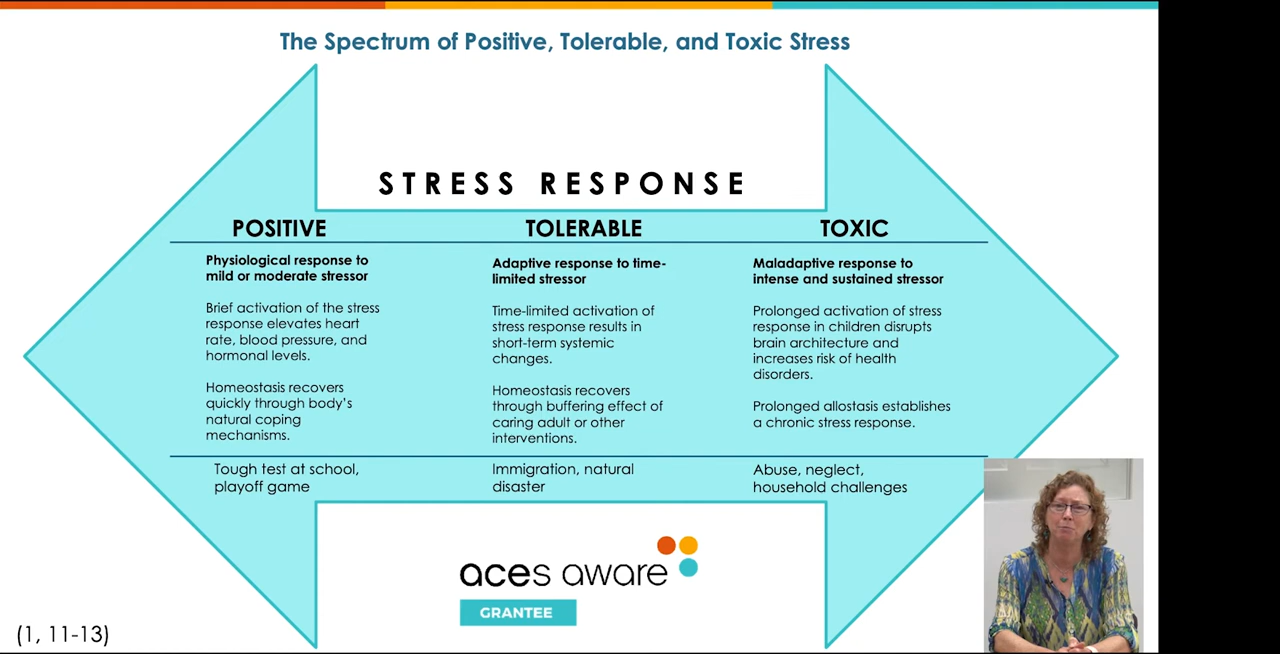 The Spectrum of Positive, Tolerable, and Toxic Stress
STRESS RESPONSE
POSITIVE
Physiological response to
mild or moderate stressor
Brief activation of the stress
response elevates heart
rate, blood pressure, and
hormonal levels.
Homeostasis recovers
quickly through body's
natural coping
mechanisms.
Tough test at school,
playoff game
TOLERABLE
Adaptive response to time-
limited stressor
Time-limited activation of
stress response results in
short-term systemic
changes.
Homeostasis recovers
through buffering effect of
caring adult or other
interventions.
Immigration, natural
disaster
TOXIC
Maladaptive response to
intense and sustained stressor
Prolonged activation of stress
response in children disrupts
brain architecture and
increases risk of health
disorders.
Prolonged allostasis establishes
a chronic stress response.
Abuse, neglect,
household challenges
aces aware
GRANTEE
(1, 11-13)